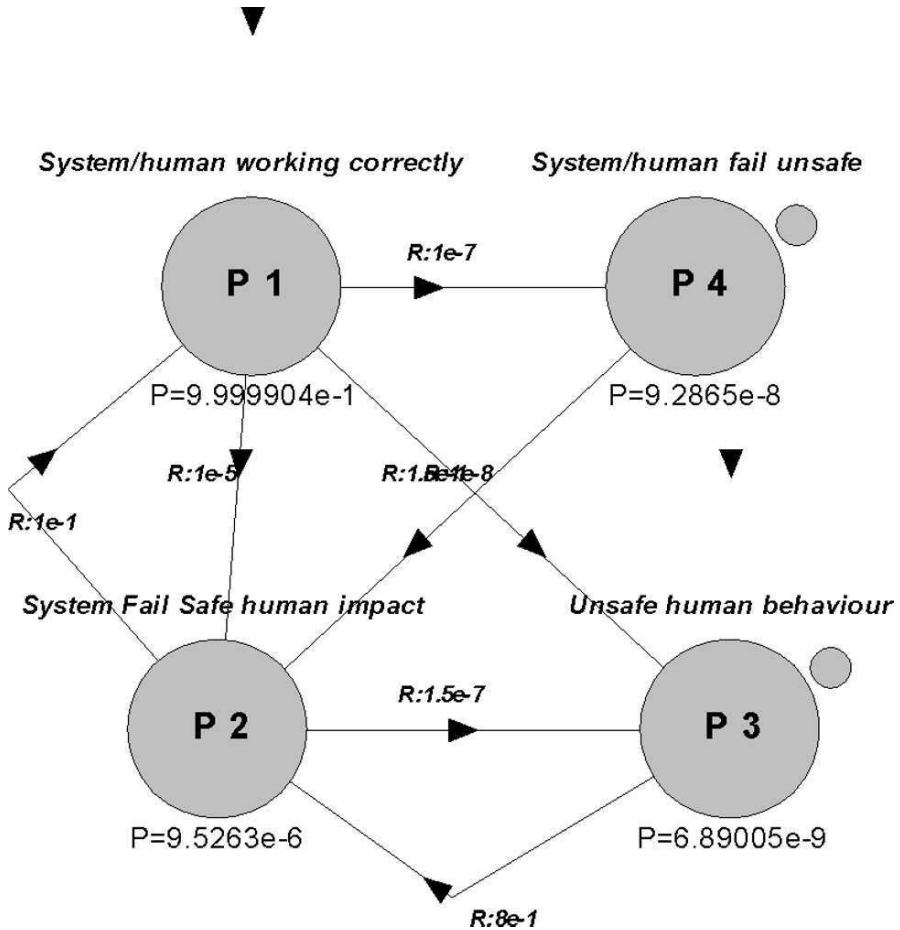 System/human working correctly
System/human fail unsafe
R:1e-7
P 1
P 4
P=9.999904e-1
P=9.2865e-8
R:1e-5
R:1e-1
System Fail Safe human impact
Unsafe human behaviour
R:1.5e-7
P 2
P 3
P=9.5263e-6
P=6.89005e-9
R:8e-1